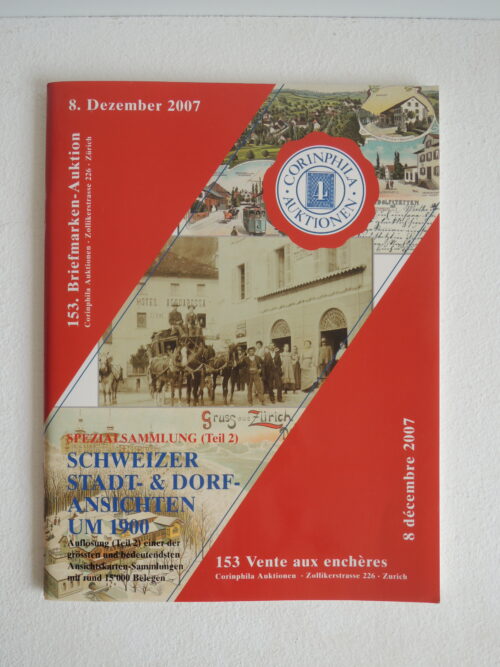 8. Dezember 2007
153. Briefmarken-Auktion
Corinphila Auktionen · Zollikerstrasse 226 · Zürich
CORINPHILA
AUKTIONEN
HOTEL ACQUAROSSA
Gruss aus Zürich
SPEZIALSAMMLUNG (Teil 2)
SCHWEIZER
STADT- & DORF-
ANSICHTEN
UM 1900
Auflösung (Teil 2) einer der
grössten und bedeutendsten
Ansichtskarten-Sammlungen
mit rund 15'000 Belegen
8 décembre 2007
153 Vente aux enchères
Corinphila Auktionen · Zollikerstrasse 226 · Zurich